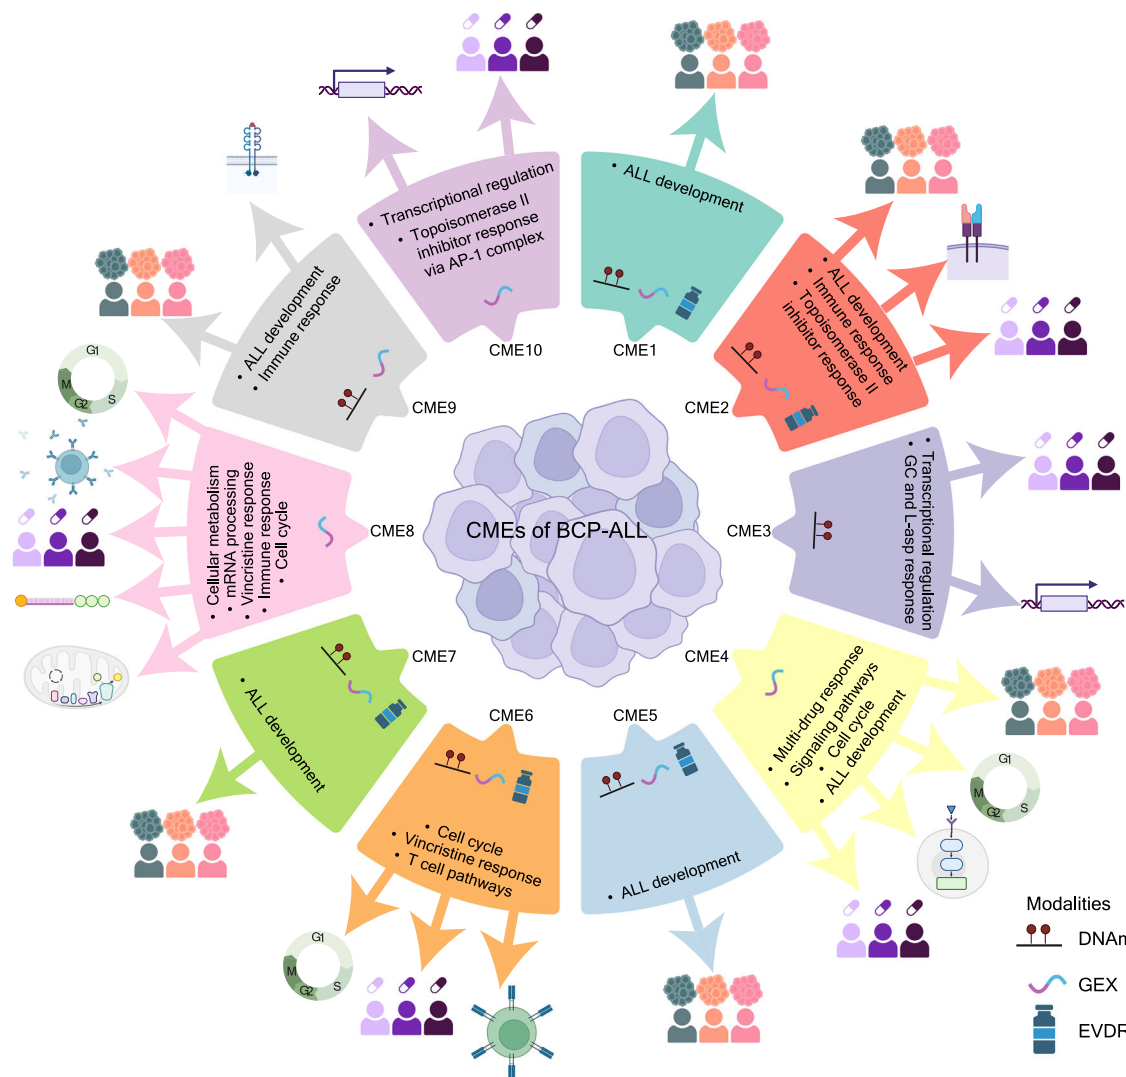 • ALL development
CME1
• ALL development
• Immune response
• Topoisomerase II
inhibitor response
CME2
• Transcriptional regulation
• GC and L-asp response
CME3
CME4
• Multi-drug response
• Signaling pathways
• Cell cycle
• ALL development
G1
S
G2
M
CME5
• ALL development
CME6
• Cell cycle
• Vincristine response
• T cell pathways
G1
S
G2
M
CME7
• ALL development
CME8
• Cellular metabolism
• mRNA processing
• Vincristine response
• Immune response
• Cell cycle
G1
S
G2
M
CME9
• ALL development
• Immune response
CME10
• Transcriptional regulation
• Topoisomerase II
inhibitor response
via AP-1 complex
CMEs of BCP-ALL
Modalities
DNAm
GEX
EVDR